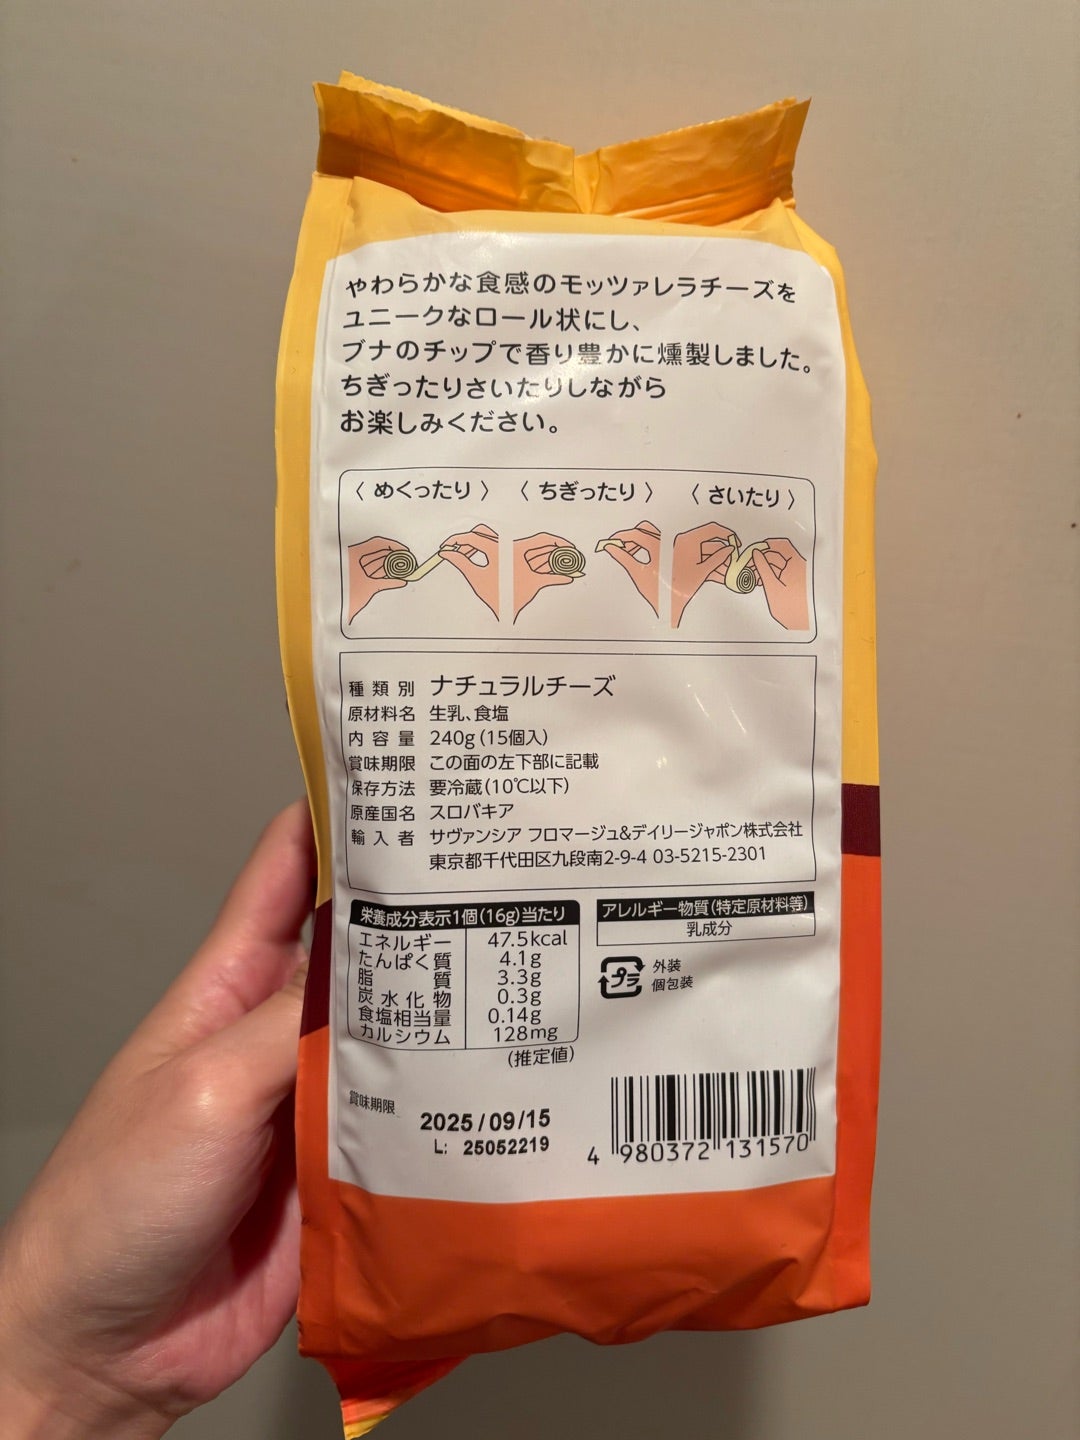 やわらかな食感のモッツァレラチーズを
ユニークなロール状にし、
ブナのチップで香り豊かに燻製しました。
ちぎったりさいたりしながら
お楽しみください。
〈 めくったり 〉 〈 ちぎったり 〉 〈 さいたり 〉
種類別 ナチュラルチーズ
原材料名 生乳、食塩
内容量 240g(15個入)
賞味期限 この面の左下部に記載
保存方法 要冷蔵(10℃以下)
原産国名 スロバキア
輸入者 サヴァンシア フロマージュ&デイリージャポン株式会社
東京都千代田区九段南2-9-4 03-5215-2301
栄養成分表示1個(16g)当たり
エネルギー 47.5kcal
たんぱく質 4.1g
脂質 3.3g
炭水化物 0.3g
食塩相当量 0.14g
カルシウム 128mg
(推定値)
アレルギー物質(特定原材料等)
乳成分
プラ
外装
個包装
賞味期限
2025/09/15
L: 25052219
4 980372 131570